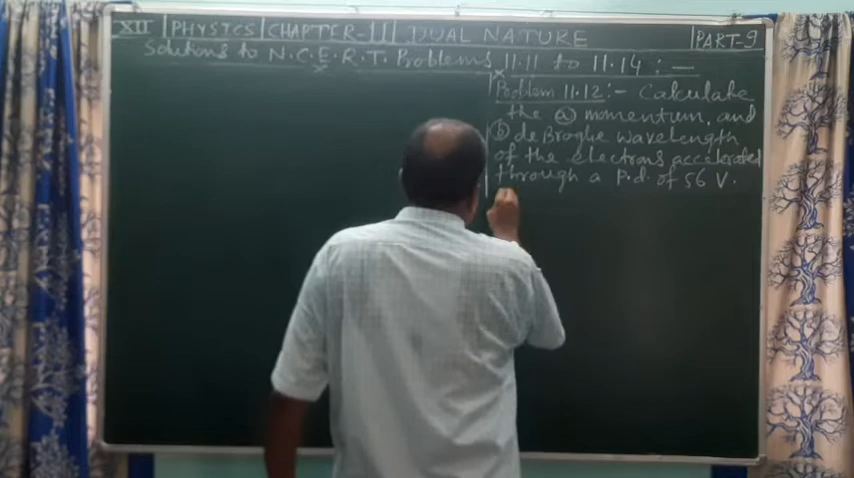 XII PHYSICS CHAPTER-11 DUAL NATURE PART-9
Solutions to N.C.E.R.T. Problems 11.11 to 11.14 :-
Problem 11.12:- Calculate
the (a) momentum, and
(b) de Broglie wavelength
of the electrons accelerated
through a P.d. of 56 V.